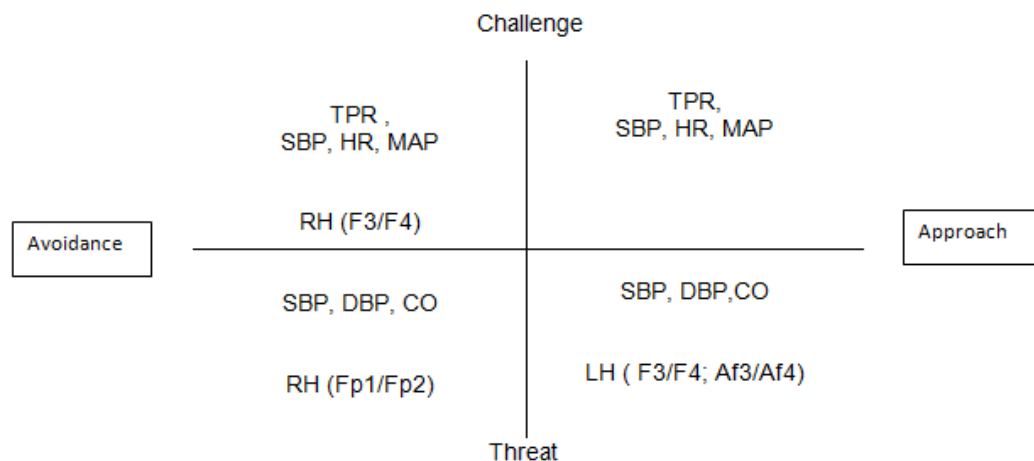 Challenge
TPR ,
SBP, HR, MAP
TPR,
SBP, HR, MAP
RH (F3/F4)
Avoidance
Approach
SBP, DBP, CO
SBP, DBP,CO
RH (Fp1/Fp2)
LH ( F3/F4; Af3/Af4)
Threat